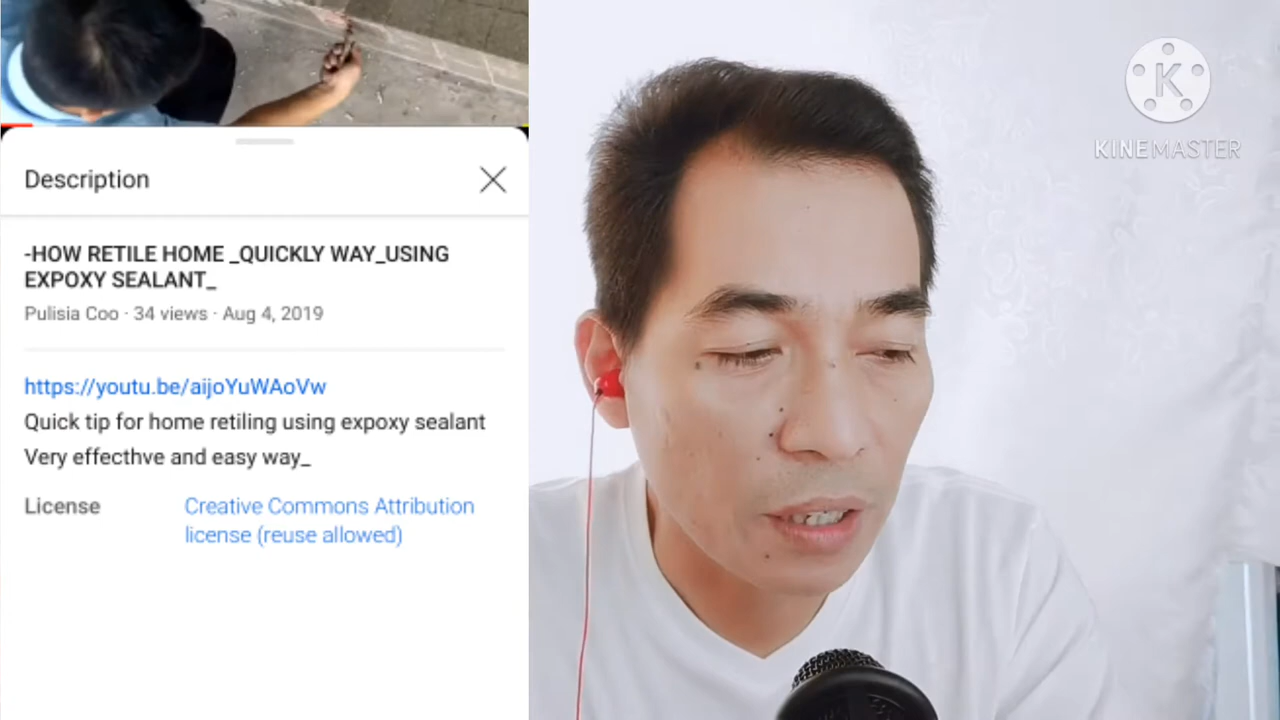 Description
-HOW RETILE HOME _QUICKLY WAY_USING
EXPOXY SEALANT_
Pulisia Coo · 34 views · Aug 4, 2019
https://youtu.be/aijoYuWAoVw
Quick tip for home retiling using expoxy sealant
Very effecthve and easy way_
License
Creative Commons Attribution
license (reuse allowed)
K
KINEMASTER